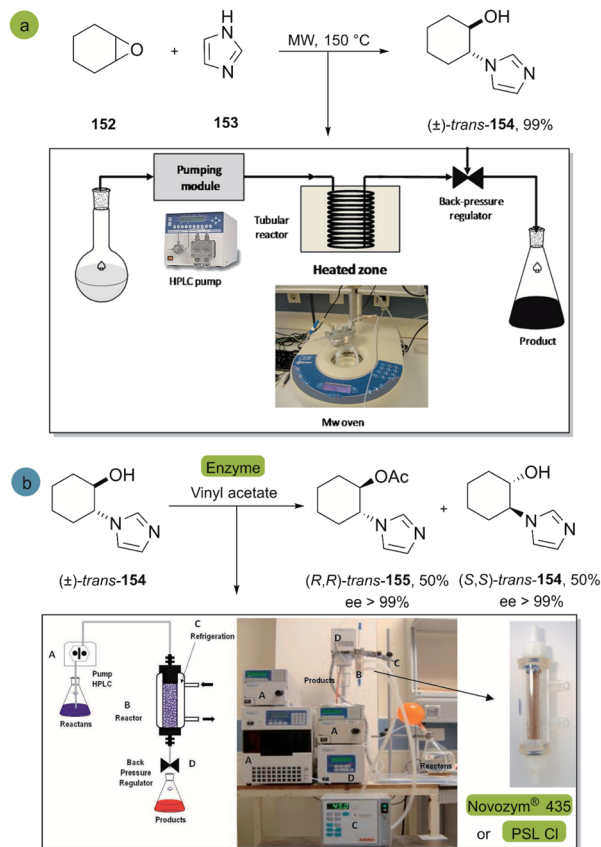 a
O
152
+
H
N
N
153
MW, 150 °C
OH
N
N
(±)-trans-154, 99%
Pumping
module
HPLC pump
Tubular
reactor
Heated zone
Mw oven
Back-pressure
regulator
Product
b
OH
N
N
(±)-trans-154
Enzyme
Vinyl acetate
OAc
N
N
(R,R)-trans-155, 50%
ee > 99%
+
OH
N
N
(S,S)-trans-154, 50%
ee > 99%
A
Pump
HPLC
Reactans
C
Refrigeration
B
Reactor
Back
Pressure
Regulator
D
Products
D
C
B
Products
A
A
A
D
Reactans
45.0
C
Novozym® 435
or PSL CI